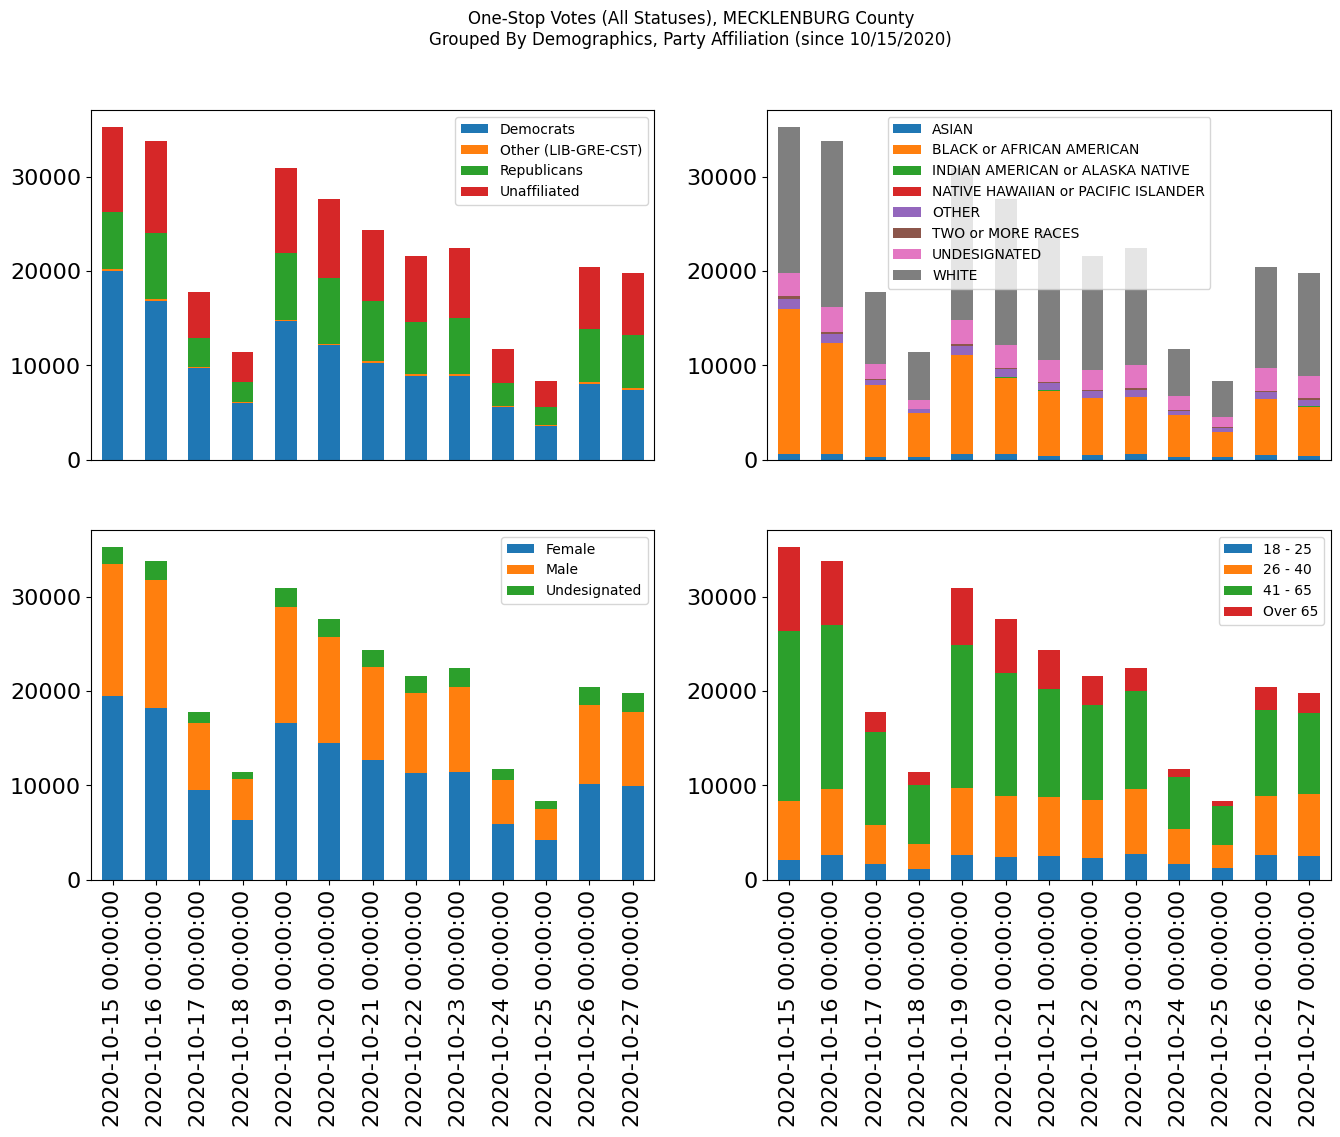 One-Stop Votes (All Statuses), MECKLENBURG County
Grouped By Demographics, Party Affiliation (since 10/15/2020)
30000
20000
10000
0
Democrats
Other (LIB-GRE-CST)
Republicans
Unaffiliated
30000
20000
10000
0
ASIAN
BLACK or AFRICAN AMERICAN
INDIAN AMERICAN or ALASKA NATIVE
NATIVE HAWAIIAN or PACIFIC ISLANDER
OTHER
TWO or MORE RACES
UNDESIGNATED
WHITE
30000
20000
10000
0
Female
Male
Undesignated
2020-10-15 00:00:00
2020-10-16 00:00:00
2020-10-17 00:00:00
2020-10-18 00:00:00
2020-10-19 00:00:00
2020-10-20 00:00:00
2020-10-21 00:00:00
2020-10-22 00:00:00
2020-10-23 00:00:00
2020-10-24 00:00:00
2020-10-25 00:00:00
2020-10-26 00:00:00
2020-10-27 00:00:00
30000
20000
10000
0
18 - 25
26 - 40
41 - 65
Over 65
2020-10-15 00:00:00
2020-10-16 00:00:00
2020-10-17 00:00:00
2020-10-18 00:00:00
2020-10-19 00:00:00
2020-10-20 00:00:00
2020-10-21 00:00:00
2020-10-22 00:00:00
2020-10-23 00:00:00
2020-10-24 00:00:00
2020-10-25 00:00:00
2020-10-26 00:00:00
2020-10-27 00:00:00